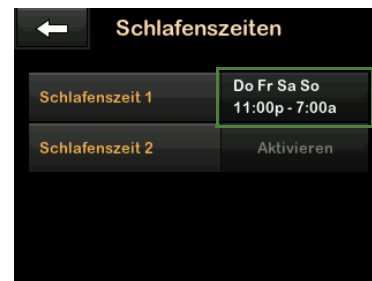 Schlafenszeiten
Schlafenszeit 1
Do Fr Sa So
11:00p - 7:00a
Schlafenszeit 2
Aktivieren